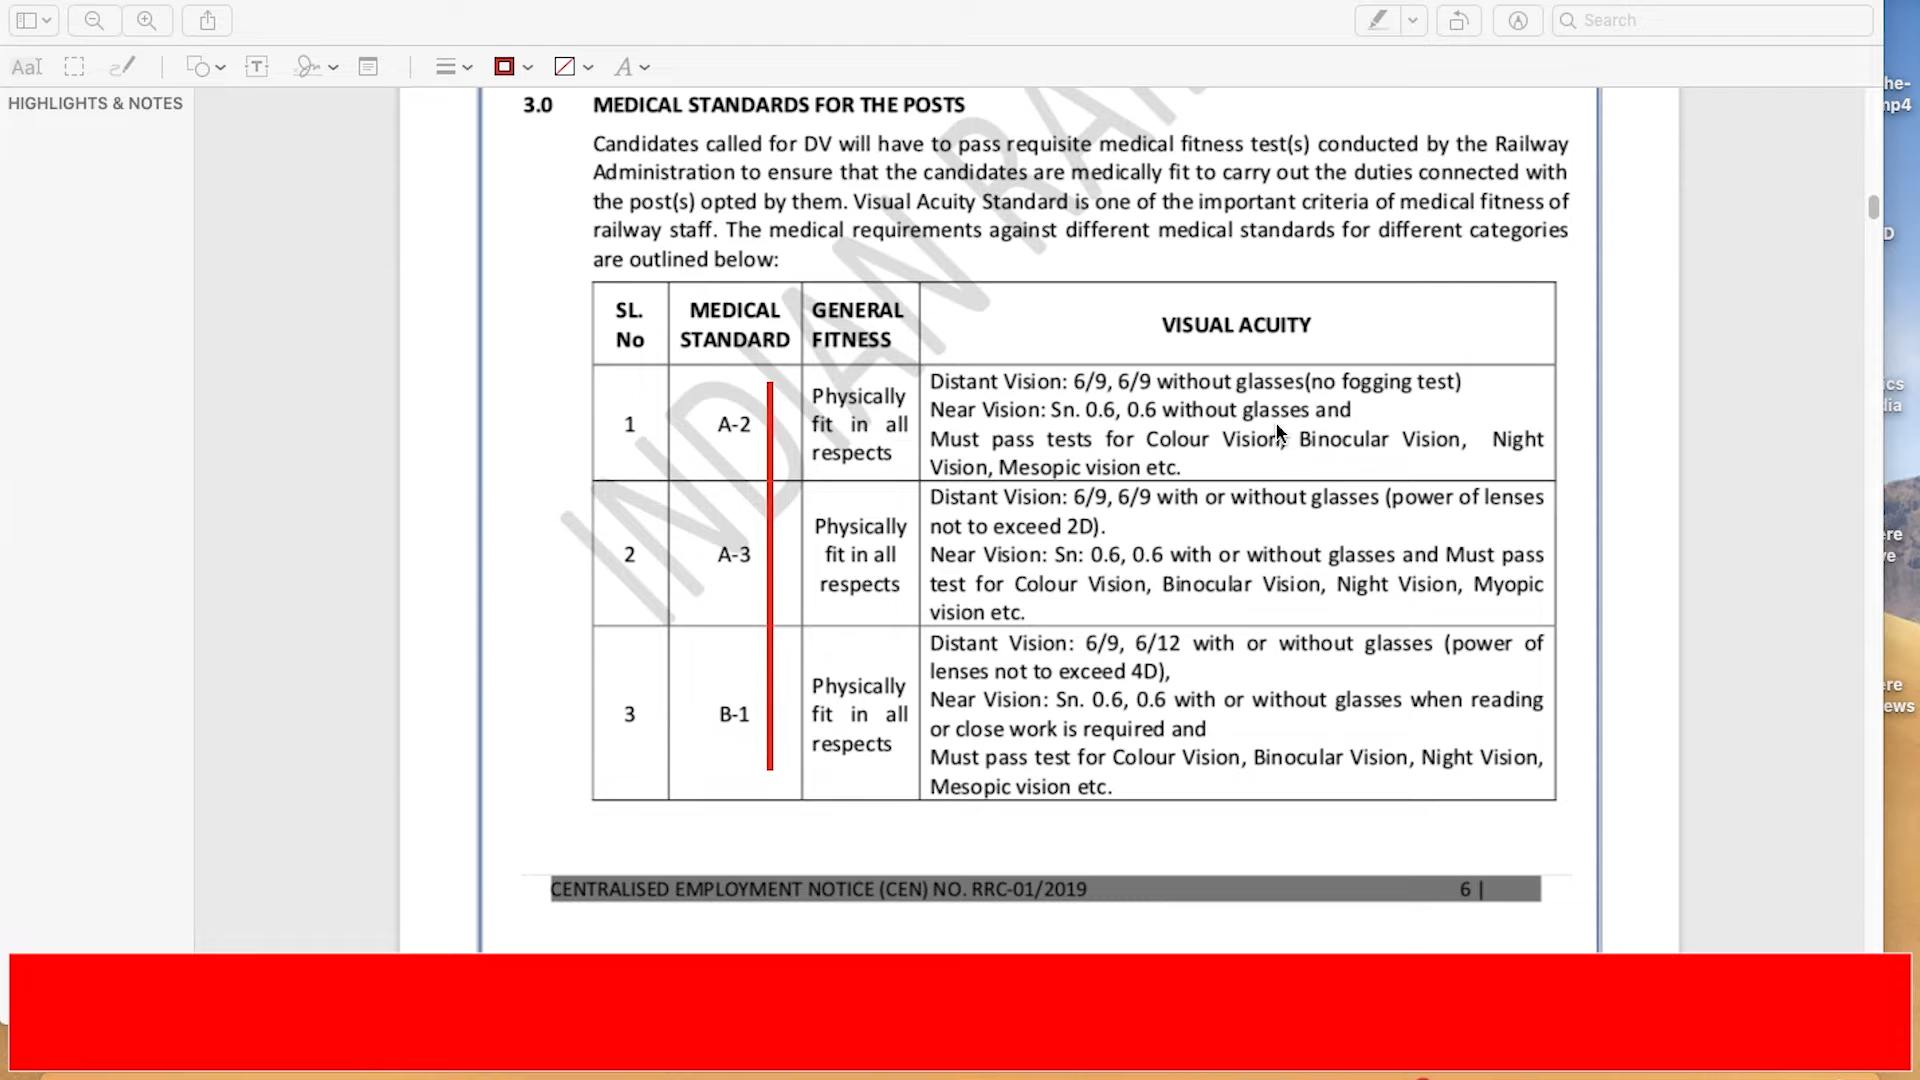 Search
AaI
HIGHLIGHTS & NOTES
3.0 MEDICAL STANDARDS FOR THE POSTS
Candidates called for DV will have to pass requisite medical fitness test(s) conducted by the Railway
Administration to ensure that the candidates are medically fit to carry out the duties connected with
the post(s) opted by them. Visual Acuity Standard is one of the important criteria of medical fitness of
railway staff. The medical requirements against different medical standards for different categories
are outlined below:
SL. No
MEDICAL STANDARD
GENERAL FITNESS
VISUAL ACUITY
1
A-2
Physically
fit in all
respects
Distant Vision: 6/9, 6/9 without glasses(no fogging test)
Near Vision: Sn. 0.6, 0.6 without glasses and
Must pass tests for Colour Vision, Binocular Vision, Night
Vision, Mesopic vision etc.
2
A-3
Physically
fit in all
respects
Distant Vision: 6/9, 6/9 with or without glasses (power of lenses
not to exceed 2D).
Near Vision: Sn: 0.6, 0.6 with or without glasses and Must pass
test for Colour Vision, Binocular Vision, Night Vision, Myopic
vision etc.
3
B-1
Physically
fit in all
respects
Distant Vision: 6/9, 6/12 with or without glasses (power of
lenses not to exceed 4D),
Near Vision: Sn. 0.6, 0.6 with or without glasses when reading
or close work is required and
Must pass test for Colour Vision, Binocular Vision, Night Vision,
Mesopic vision etc.
CENTRALISED EMPLOYMENT NOTICE (CEN) NO. RRC-01/2019 6 |
INDIAN